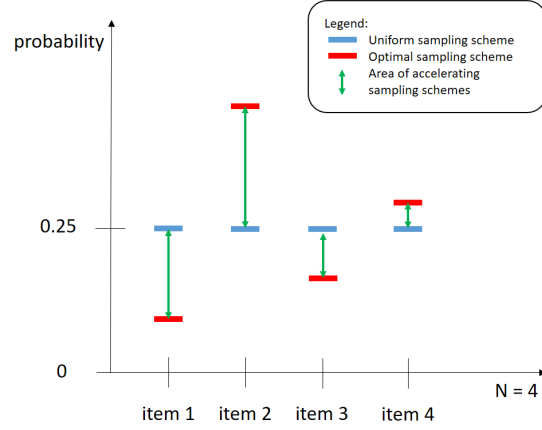 Legend:
Uniform sampling scheme
Optimal sampling scheme
Area of accelerating
sampling schemes
probability
0.25
0
N = 4
item 1 item 2 item 3 item 4